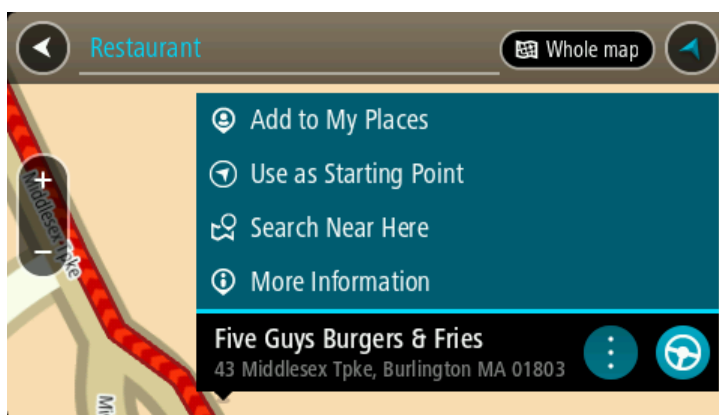 Restaurant
Whole map
Add to My Places
Use as Starting Point
Search Near Here
More Information
Five Guys Burgers & Fries
43 Middlesex Tpke, Burlington MA 01803
+
Middlesex Tpke
−
Mi